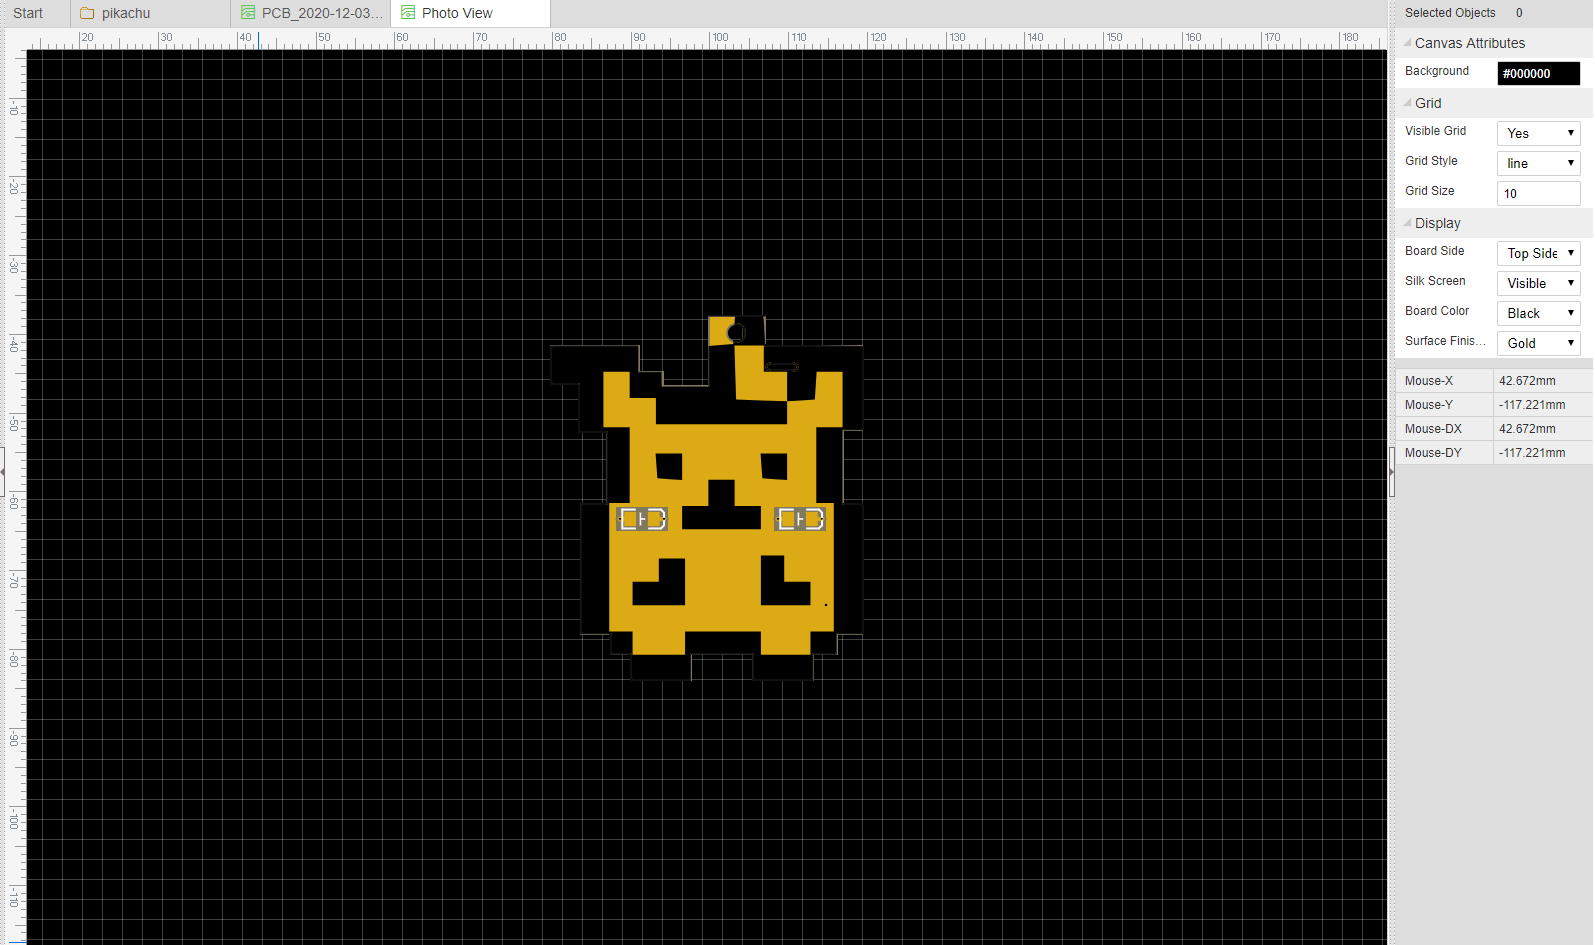 Start
pikachu
PCB_2020-12-03...
Photo View
20 30 40 50 60 70 80 90 100 110 120 130 140 150 160 170 180
-10
-20
-30
-40
-50
-60
-70
-80
-90
-100
-110
Selected Objects 0
Canvas Attributes
Background #000000
Grid
Visible Grid Yes
Grid Style line
Grid Size 10
Display
Board Side Top Side
Silk Screen Visible
Board Color Black
Surface Finis... Gold
Mouse-X 42.672mm
Mouse-Y -117.221mm
Mouse-DX 42.672mm
Mouse-DY -117.221mm